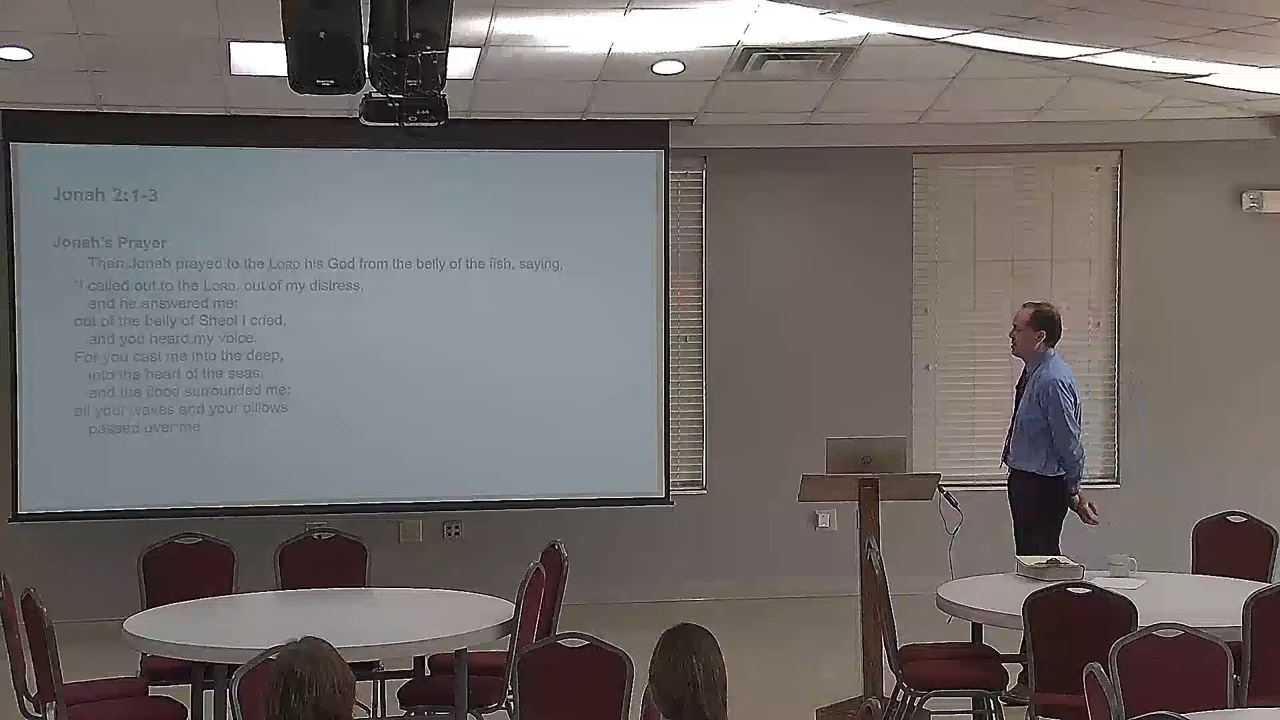 Jonah 2:1-3
Jonah's Prayer
Then Jonah prayed to the LORD his God from the belly of the fish, saying,
"I called out to the LORD, out of my distress,
and he answered me;
out of the belly of Sheol I cried,
and you heard my voice.
For you cast me into the deep,
into the heart of the seas,
and the flood surrounded me;
all your waves and your billows
passed over me.